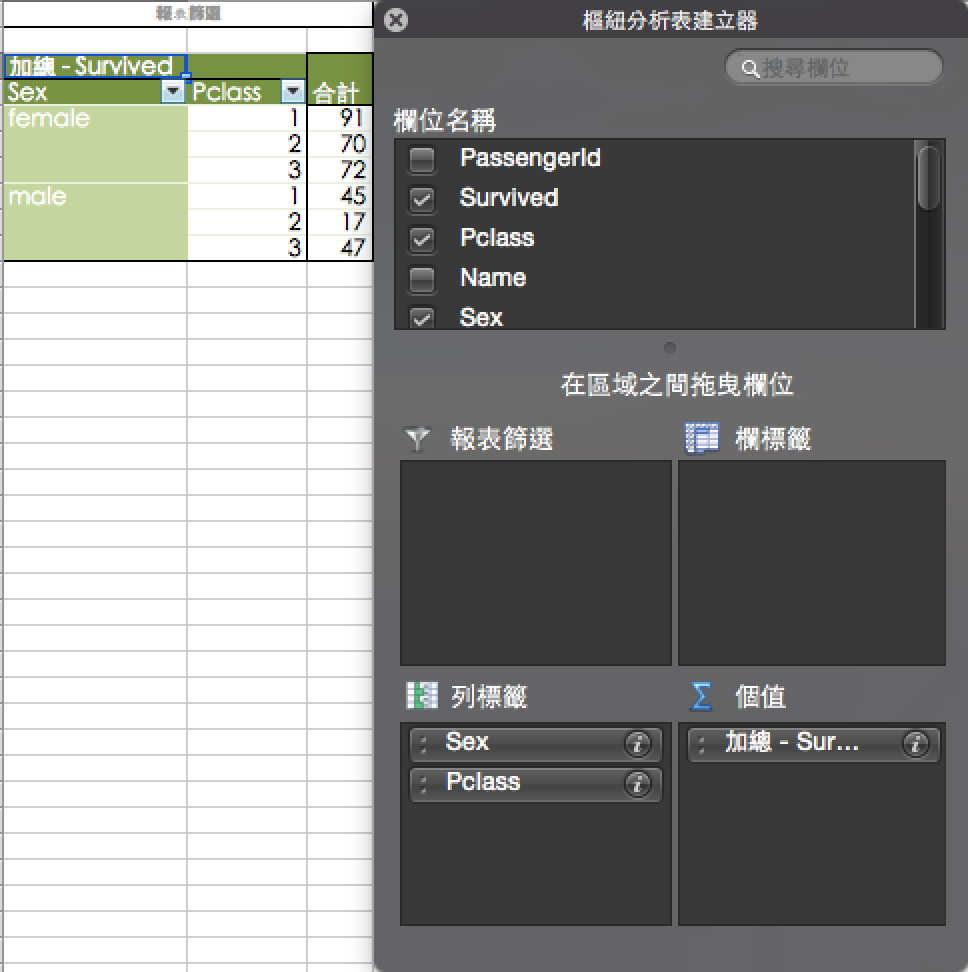 報表篩選
加總 - Survived
Sex Pclass 合計
female 1 91
2 70
3 72
male 1 45
2 17
3 47
樞紐分析表建立器
搜尋欄位
欄位名稱
PassengerId
Survived
Pclass
Name
Sex
在區域之間拖曳欄位
報表篩選
欄標籤
列標籤
個值
Sex
Pclass
加總 - Sur...